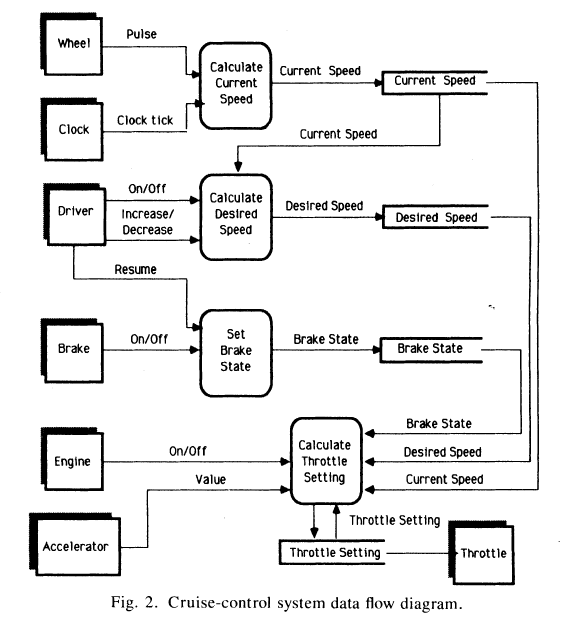 Wheel
Pulse
Calculate
Current
Speed
Current Speed
Current Speed
Clock
Clock tick
Current Speed
Driver
On/Off
Increase/
Decrease
Calculate
Desired
Speed
Desired Speed
Desired Speed
Resume
Brake
On/Off
Set
Brake
State
Brake State
Brake State
Brake State
Engine
On/Off
Calculate
Throttle
Setting
Desired Speed
Value
Current Speed
Throttle Setting
Accelerator
Throttle Setting
Throttle
Fig. 2. Cruise-control system data flow diagram.